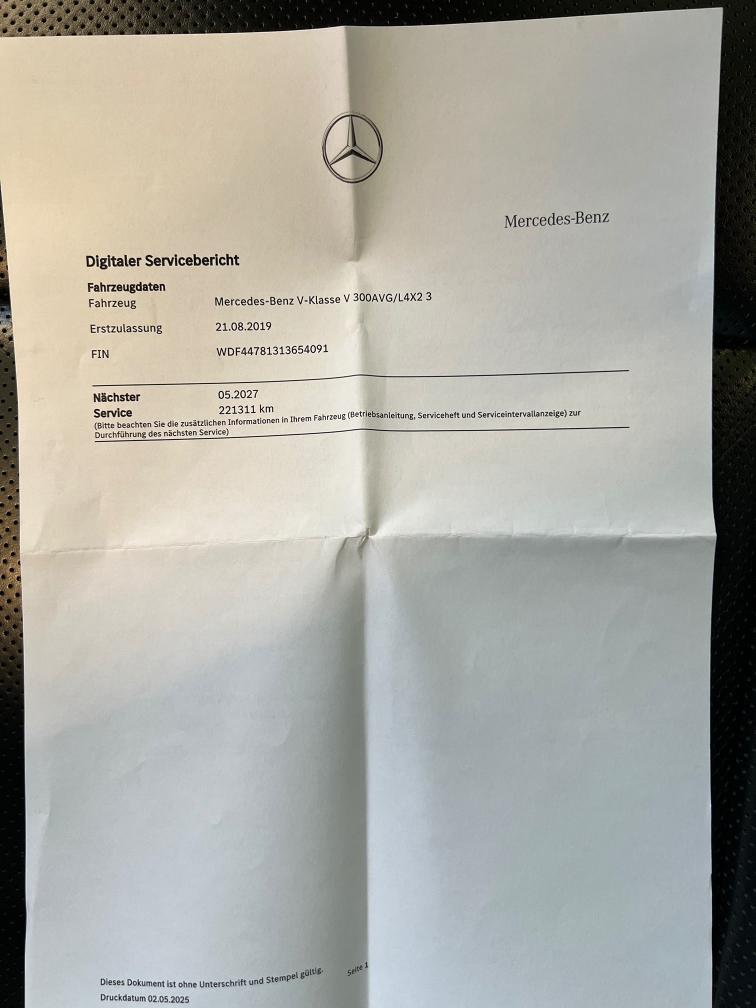 Mercedes-Benz
Digitaler Servicebericht
Fahrzeugdaten
Fahrzeug Mercedes-Benz V-Klasse V 300AVG/L4X2 3
Erstzulassung 21.08.2019
FIN WDF44781313654091
Nächster 05.2027
Service 221311 km
(Bitte beachten Sie die zusätzlichen Informationen in Ihrem Fahrzeug (Betriebsanleitung, Serviceheft und Serviceintervallanzeige) zur
Durchführung des nächsten Service)
Dieses Dokument ist ohne Unterschrift und Stempel gültig. Seite 1
Druckdatum 02.05.2025